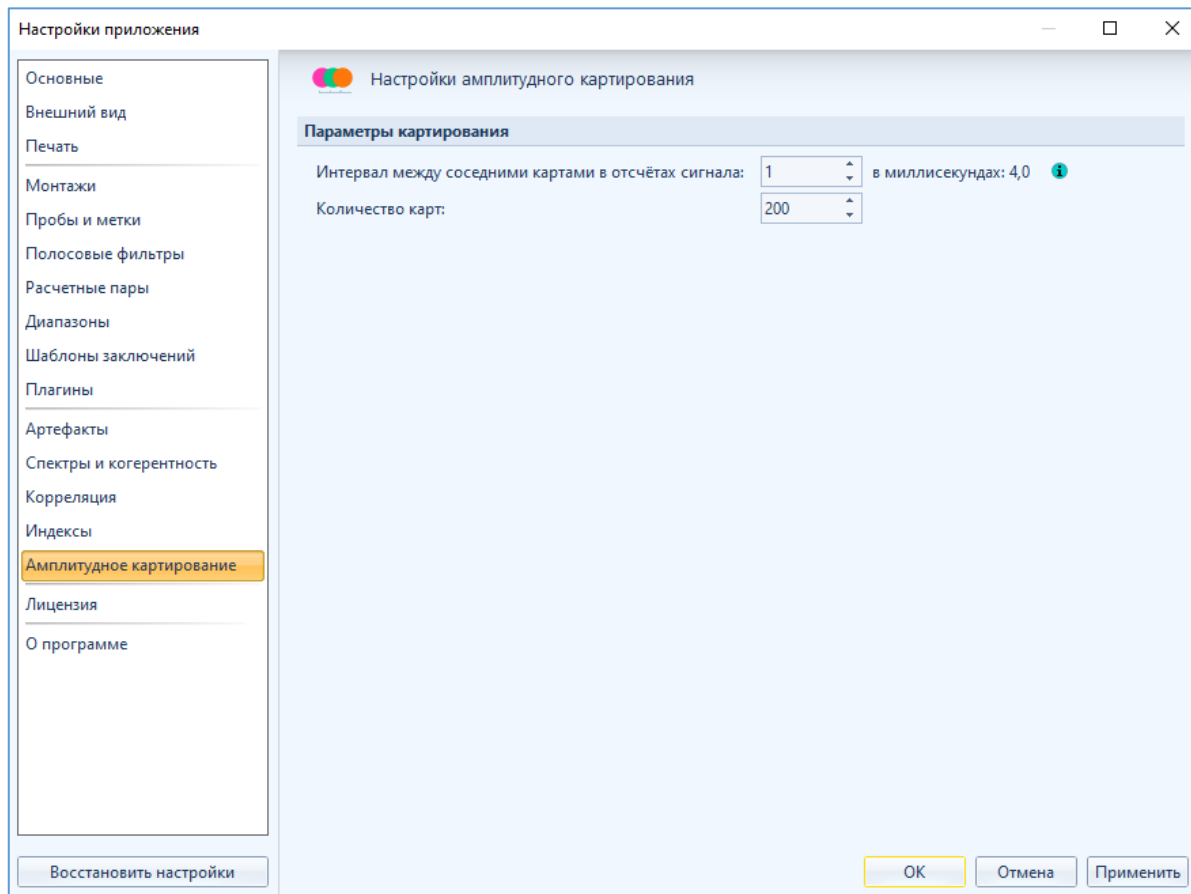 Настройки приложения
Основные
Внешний вид
Печать
Монтажи
Пробы и метки
Полосовые фильтры
Расчетные пары
Диапазоны
Шаблоны заключений
Плагины
Артефакты
Спектры и когерентность
Корреляция
Индексы
Амплитудное картирование
Лицензия
О программе
Восстановить настройки
Настройки амплитудного картирования
Параметры картирования
Интервал между соседними картами в отсчётах сигнала: 1 в миллисекундах: 4,0
Количество карт: 200
ОК Отмена Применить